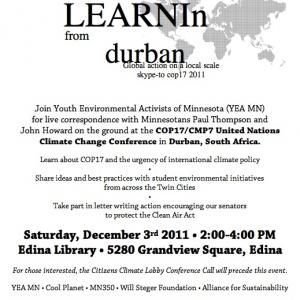 LEARNIn
from
durban
Global action on a local scale
skype-to cop17 2011
Join Youth Environmental Activists of Minnesota (YEA MN)
for live correspondence with Minnesotans Paul Thompson and
John Howard on the ground at the COP17/CMP7 United Nations
Climate Change Conference in Durban, South Africa.
Learn about COP17 and the urgency of international climate policy
•
Share ideas and best practices with student environmental initiatives
from across the Twin Cities
•
Take part in letter writing action encouraging our senators
to protect the Clean Air Act
Saturday, December 3rd 2011 • 2:00-4:00 PM
Edina Library • 5280 Grandview Square, Edina
For those interested, the Citizens Climate Lobby Conference Call will precede this event.
YEA MN • Cool Planet • MN350 • Will Steger Foundation • Alliance for Sustainability